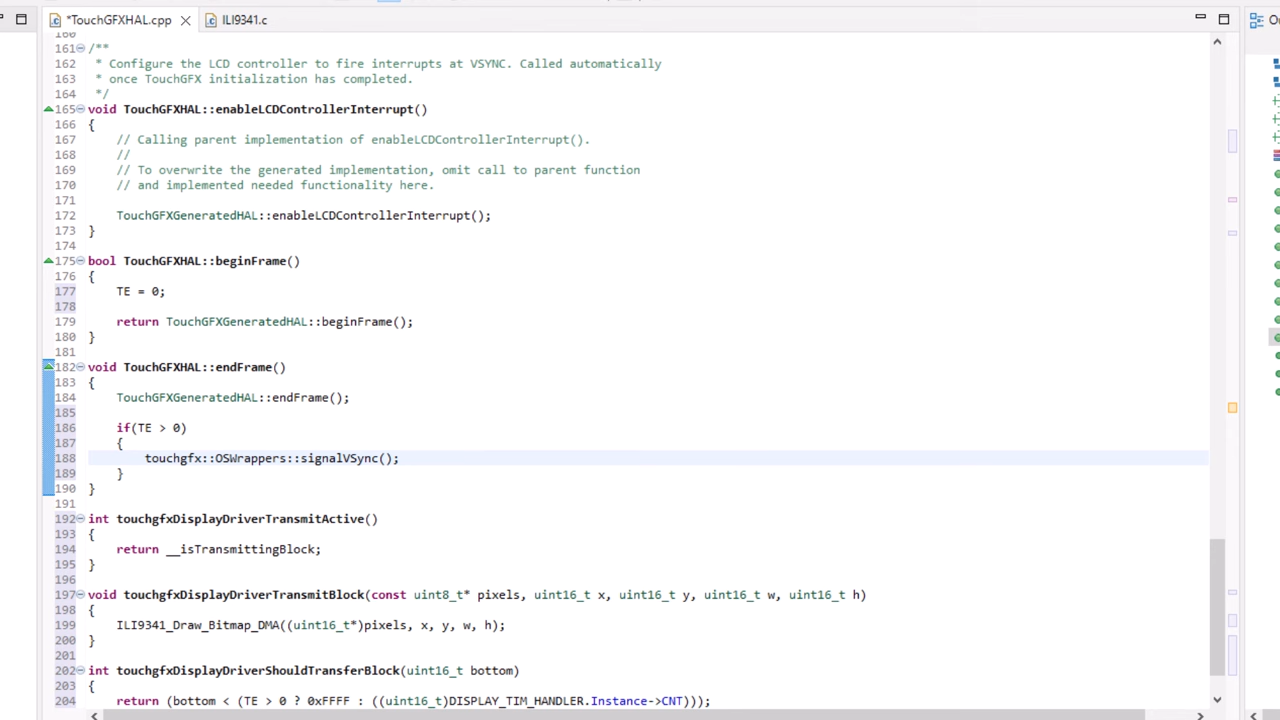 *TouchGFXHAL.cpp
ILI9341.c
160
161 /**
162  * Configure the LCD controller to fire interrupts at VSYNC. Called automatically
163  * once TouchGFX initialization has completed.
164  */
165 void TouchGFXHAL::enableLCDControllerInterrupt()
166 {
167     // Calling parent implementation of enableLCDControllerInterrupt().
168     //
169     // To overwrite the generated implementation, omit call to parent function
170     // and implemented needed functionality here.
171
172     TouchGFXGeneratedHAL::enableLCDControllerInterrupt();
173 }
174
175 bool TouchGFXHAL::beginFrame()
176 {
177     TE = 0;
178
179     return TouchGFXGeneratedHAL::beginFrame();
180 }
181
182 void TouchGFXHAL::endFrame()
183 {
184     TouchGFXGeneratedHAL::endFrame();
185
186     if(TE > 0)
187     {
188         touchgfx::OSWrappers::signalVSync();
189     }
190 }
191
192 int touchgfxDisplayDriverTransmitActive()
193 {
194     return __isTransmittingBlock;
195 }
196
197 void touchgfxDisplayDriverTransmitBlock(const uint8_t* pixels, uint16_t x, uint16_t y, uint16_t w, uint16_t h)
198 {
199     ILI9341_Draw_Bitmap_DMA((uint16_t*)pixels, x, y, w, h);
200 }
201
202 int touchgfxDisplayDriverShouldTransferBlock(uint16_t bottom)
203 {
204     return (bottom < (TE > 0 ? 0xFFFF : ((uint16_t)DISPLAY_TIM_HANDLER.Instance->CNT)));